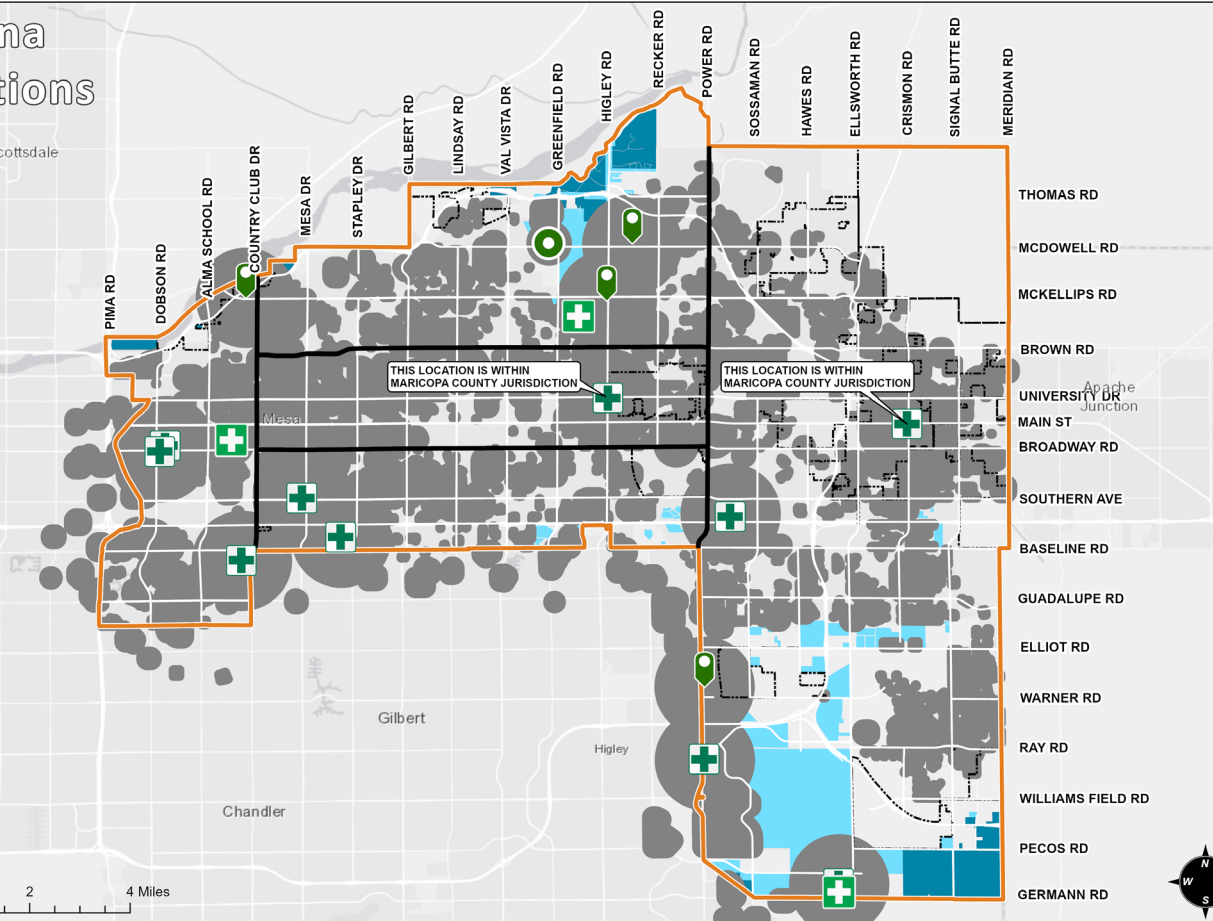 na
tions
cottsdale
PIMA RD
DOBSON RD
ALMA SCHOOL RD
COUNTRY CLUB DR
MESA DR
STAPLEY DR
GILBERT RD
LINDSAY RD
VAL VISTA DR
GREENFIELD RD
HIGLEY RD
RECKER RD
POWER RD
SOSSAMAN RD
HAWES RD
ELLSWORTH RD
CRISMON RD
SIGNAL BUTTE RD
MERIDIAN RD
THOMAS RD
MCDOWELL RD
MCKELLIPS RD
BROWN RD
THIS LOCATION IS WITHIN
MARICOPA COUNTY JURISDICTION
THIS LOCATION IS WITHIN
MARICOPA COUNTY JURISDICTION
Apache
Junction
UNIVERSITY DR
Mesa
MAIN ST
BROADWAY RD
SOUTHERN AVE
BASELINE RD
GUADALUPE RD
ELLIOT RD
WARNER RD
Gilbert
Higley
RAY RD
WILLIAMS FIELD RD
Chandler
PECOS RD
GERMANN RD
2
4 Miles
N
W
S